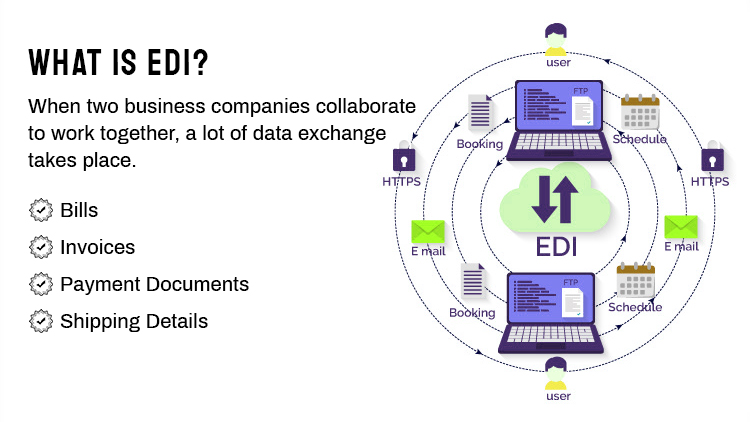 WHAT IS EDI?
When two business companies collaborate
to work together, a lot of data exchange
takes place.
Bills
Invoices
Payment Documents
Shipping Details
user
FTP
Booking
Schedule
HTTPS
HTTPS
E mail
E mail
EDI
FTP
Booking
Schedule
user